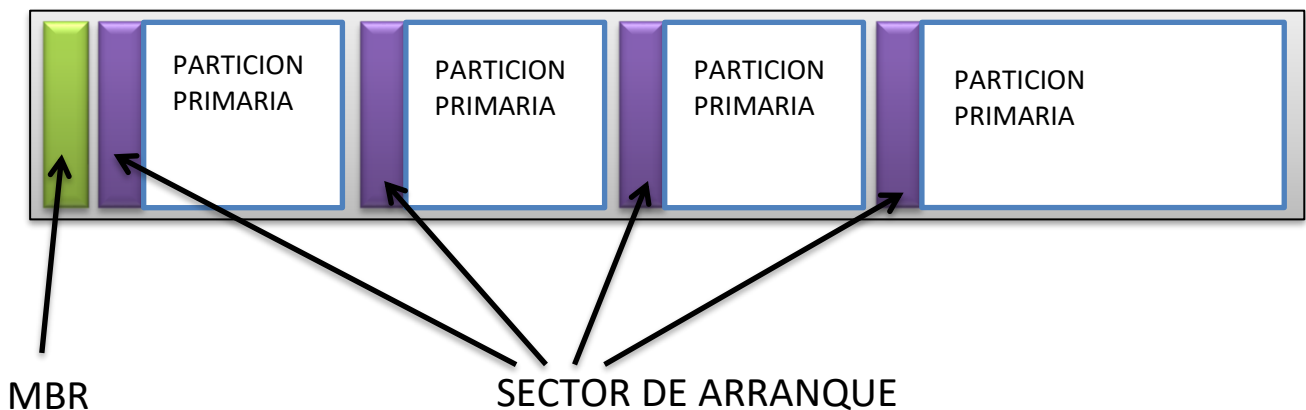 PARTICION
PRIMARIA
PARTICION
PRIMARIA
PARTICION
PRIMARIA
PARTICION
PRIMARIA
MBR
SECTOR DE ARRANQUE